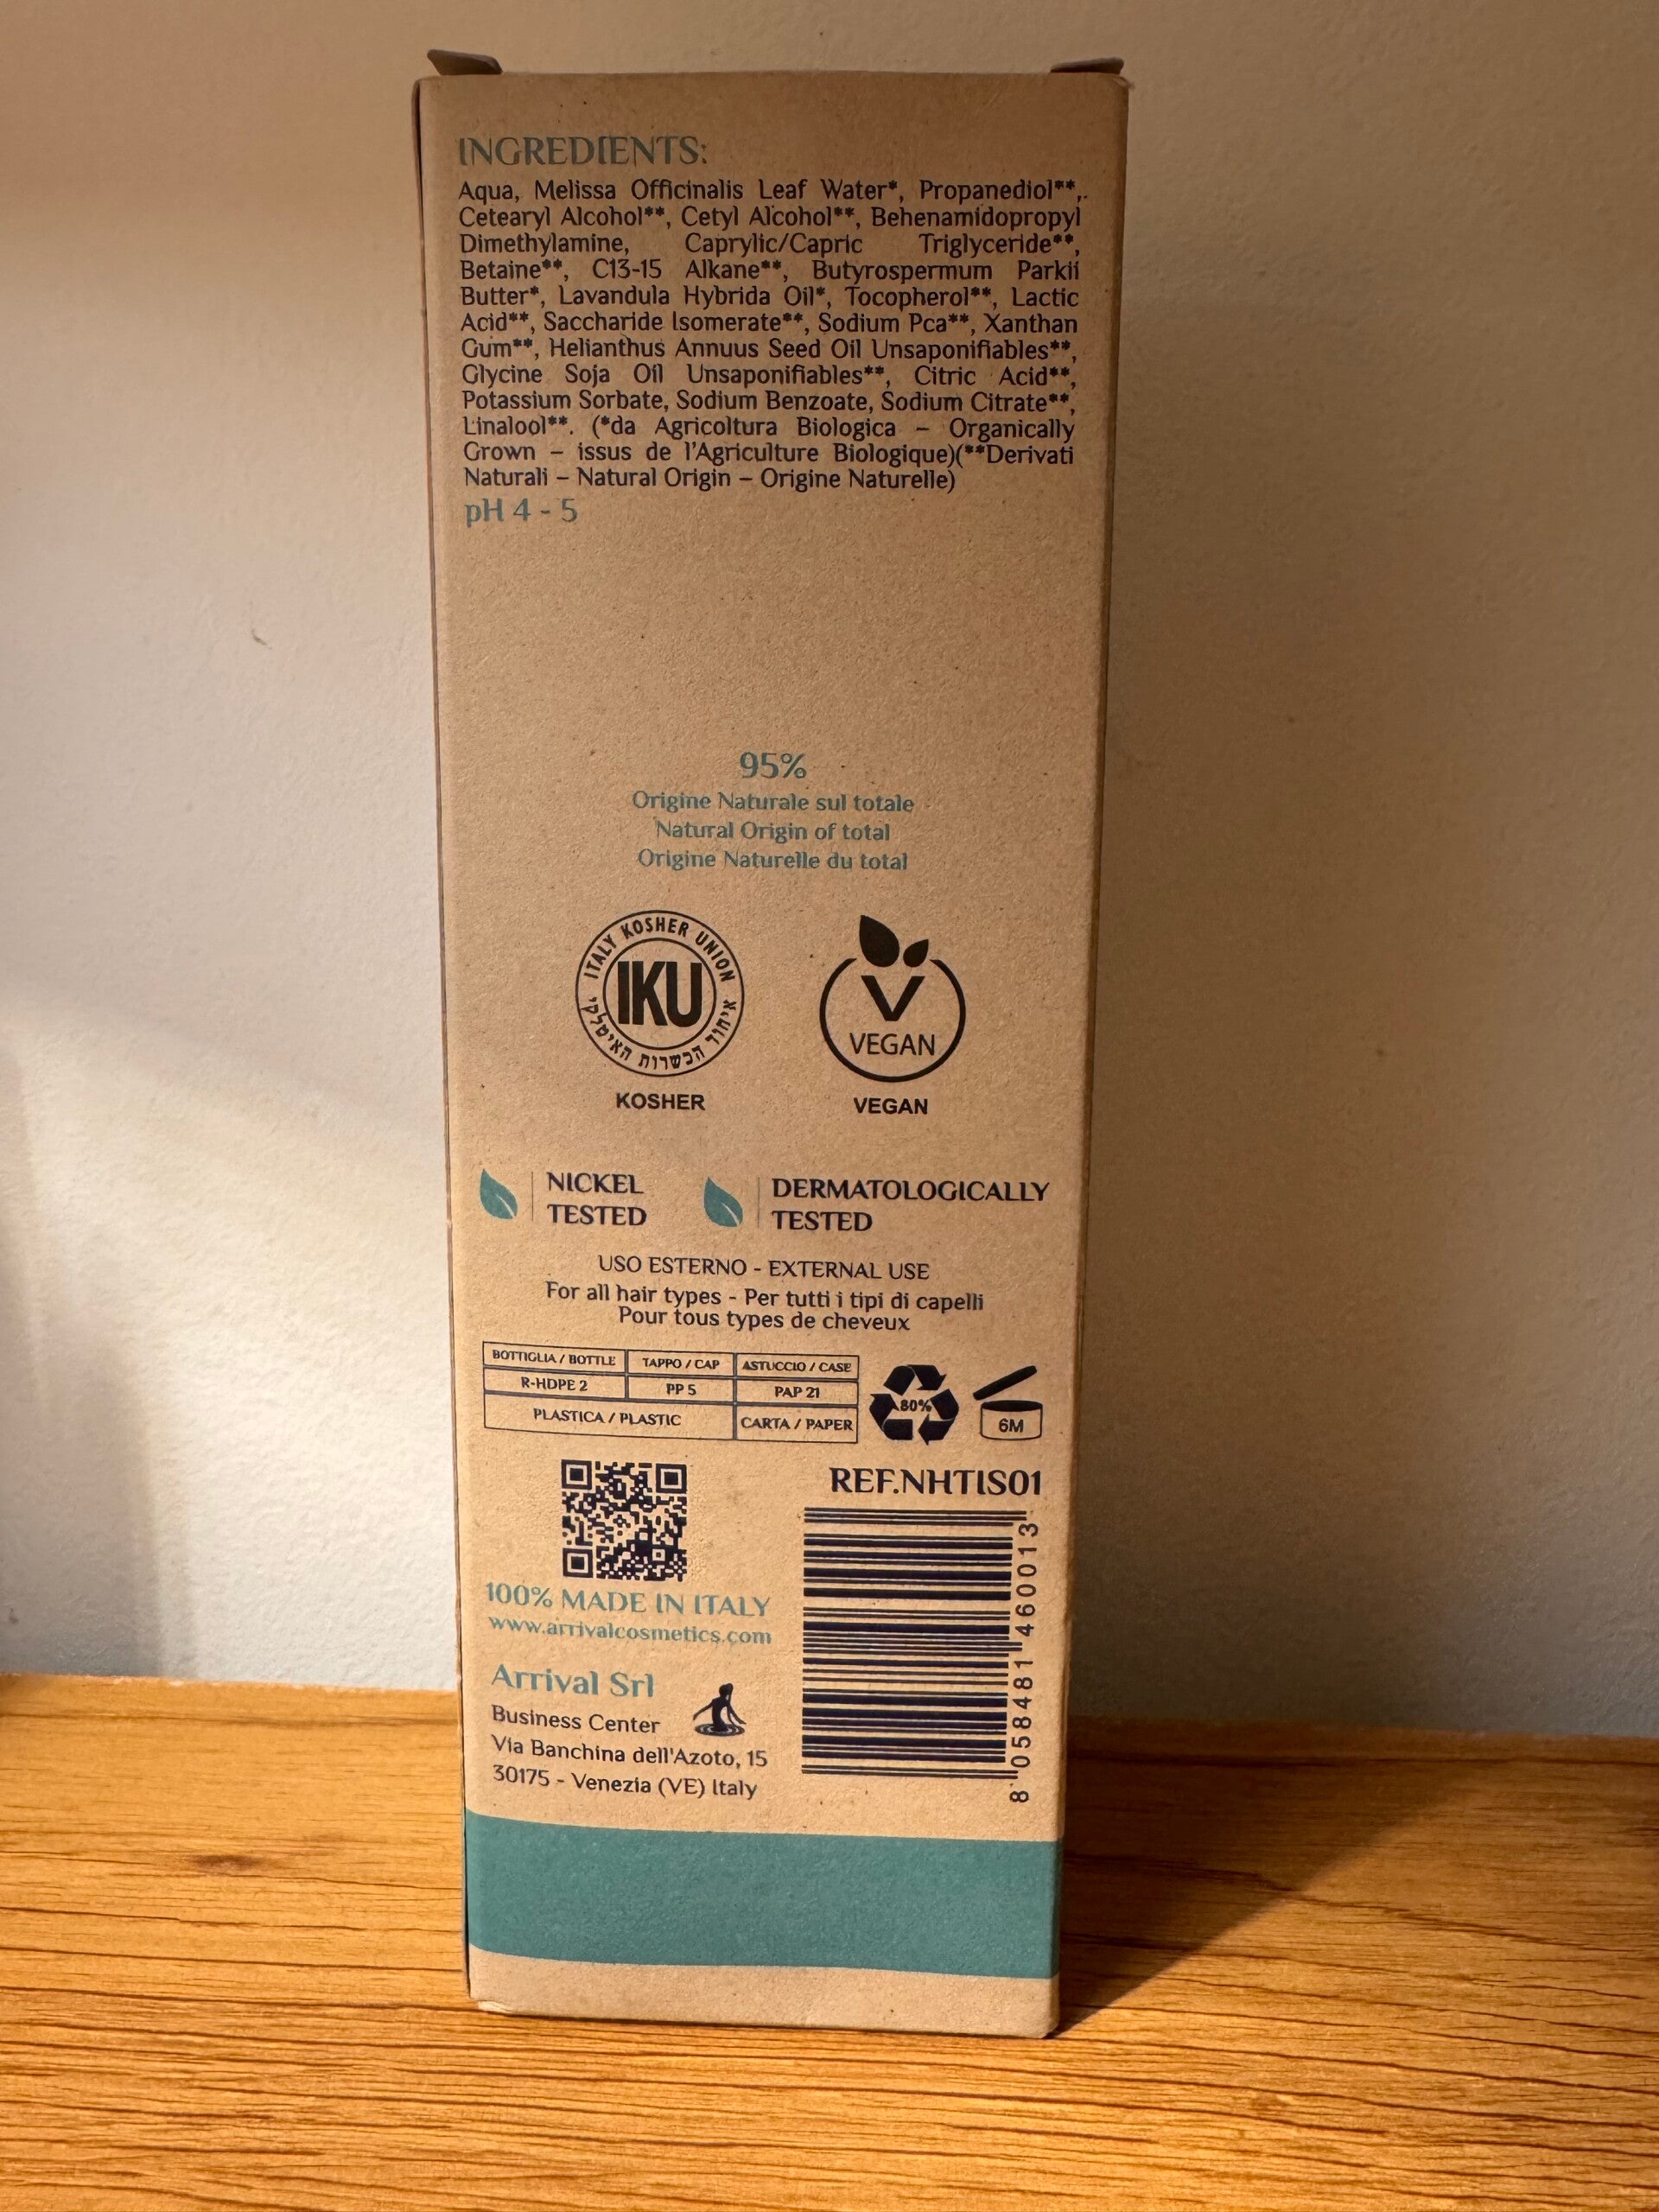 INGREDIENTS:
Aqua, Melissa Officinalis Leaf Water*, Propanediol**,
Cetearyl Alcohol**, Cetyl Alcohol**, Behenamidopropyl
Dimethylamine, Caprylic/Capric Triglyceride**,
Betaine**, C13-15 Alkane**, Butyrospermum Parkii
Butter*, Lavandula Hybrida Oil*, Tocopherol**, Lactic
Acid**, Saccharide Isomerate**, Sodium Pca**, Xanthan
Gum**, Helianthus Annuus Seed Oil Unsaponifiables**,
Glycine Soja Oil Unsaponifiables**, Citric Acid**,
Potassium Sorbate, Sodium Benzoate, Sodium Citrate**,
Linalool**. (*da Agricoltura Biologica – Organically
Grown – issus de l'Agriculture Biologique)(**Derivati
Naturali – Natural Origin – Origine Naturelle)
pH 4 - 5
95%
Origine Naturale sul totale
Natural Origin of total
Origine Naturelle du total
ITALY KOSHER UNION
IKU
איחוד הכשרות האיטלקי
KOSHER
VEGAN
VEGAN
NICKEL
TESTED
DERMATOLOGICALLY
TESTED
USO ESTERNO - EXTERNAL USE
For all hair types - Per tutti i tipi di capelli
Pour tous types de cheveux
BOTTIGLIA / BOTTLE TAPPO / CAP ASTUCCIO / CASE
R-HDPE 2 PP 5 PAP 21
PLASTICA / PLASTIC CARTA / PAPER
80%
6M
REF.NHTIS01
8 058481 460013
100% MADE IN ITALY
www.arrivalcosmetics.com
Arrival Srl
Business Center
Via Banchina dell'Azoto, 15
30175 - Venezia (VE) Italy